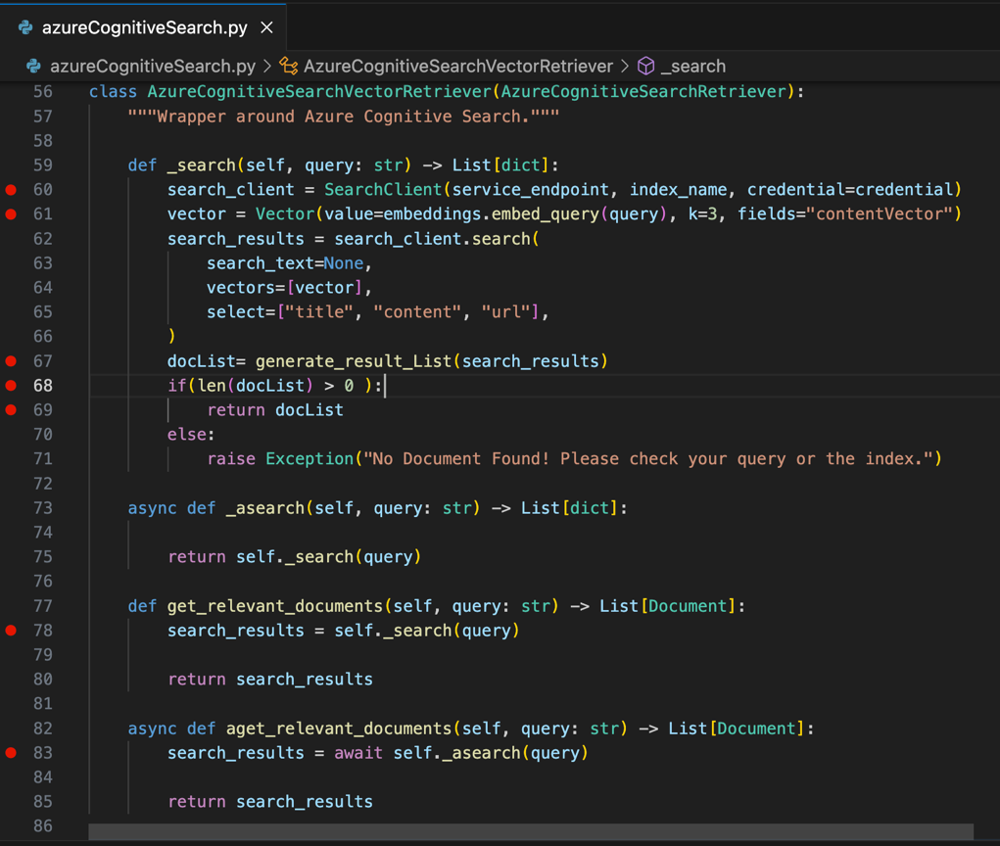 azureCognitiveSearch.py ×
azureCognitiveSearch.py > AzureCognitiveSearchVectorRetriever > _search
56 class AzureCognitiveSearchVectorRetriever(AzureCognitiveSearchRetriever):
57     """Wrapper around Azure Cognitive Search."""
58
59     def _search(self, query: str) -> List[dict]:
60         search_client = SearchClient(service_endpoint, index_name, credential=credential)
61         vector = Vector(value=embeddings.embed_query(query), k=3, fields="contentVector")
62         search_results = search_client.search(
63             search_text=None,
64             vectors=[vector],
65             select=["title", "content", "url"],
66         )
67         docList= generate_result_List(search_results)
68         if(len(docList) > 0 ):
69             return docList
70         else:
71             raise Exception("No Document Found! Please check your query or the index.")
72
73     async def _asearch(self, query: str) -> List[dict]:
74
75         return self._search(query)
76
77     def get_relevant_documents(self, query: str) -> List[Document]:
78         search_results = self._search(query)
79
80         return search_results
81
82     async def aget_relevant_documents(self, query: str) -> List[Document]:
83         search_results = await self._asearch(query)
84
85         return search_results
86